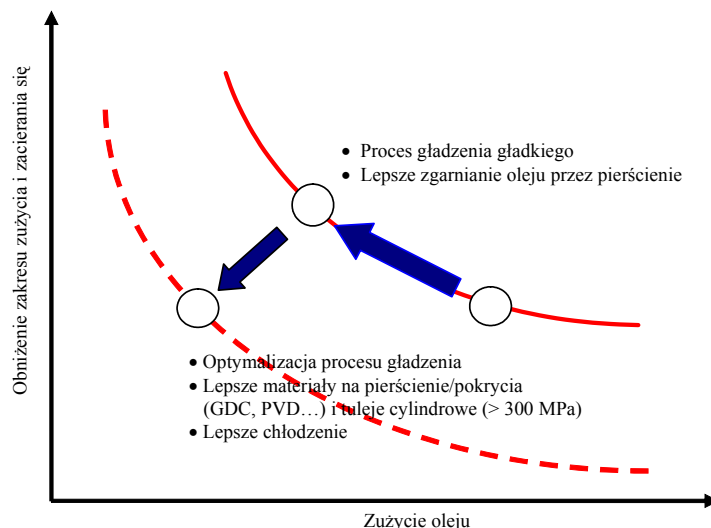 Obniżenie zakresu zużycia i zacierania się
• Proces gładzenia gładkiego
• Lepsze zgarnianie oleju przez pierścienie
• Optymalizacja procesu gładzenia
• Lepsze materiały na pierścienie/pokrycia
(GDC, PVD…) i tuleje cylindrowe (> 300 MPa)
• Lepsze chłodzenie
Zużycie oleju